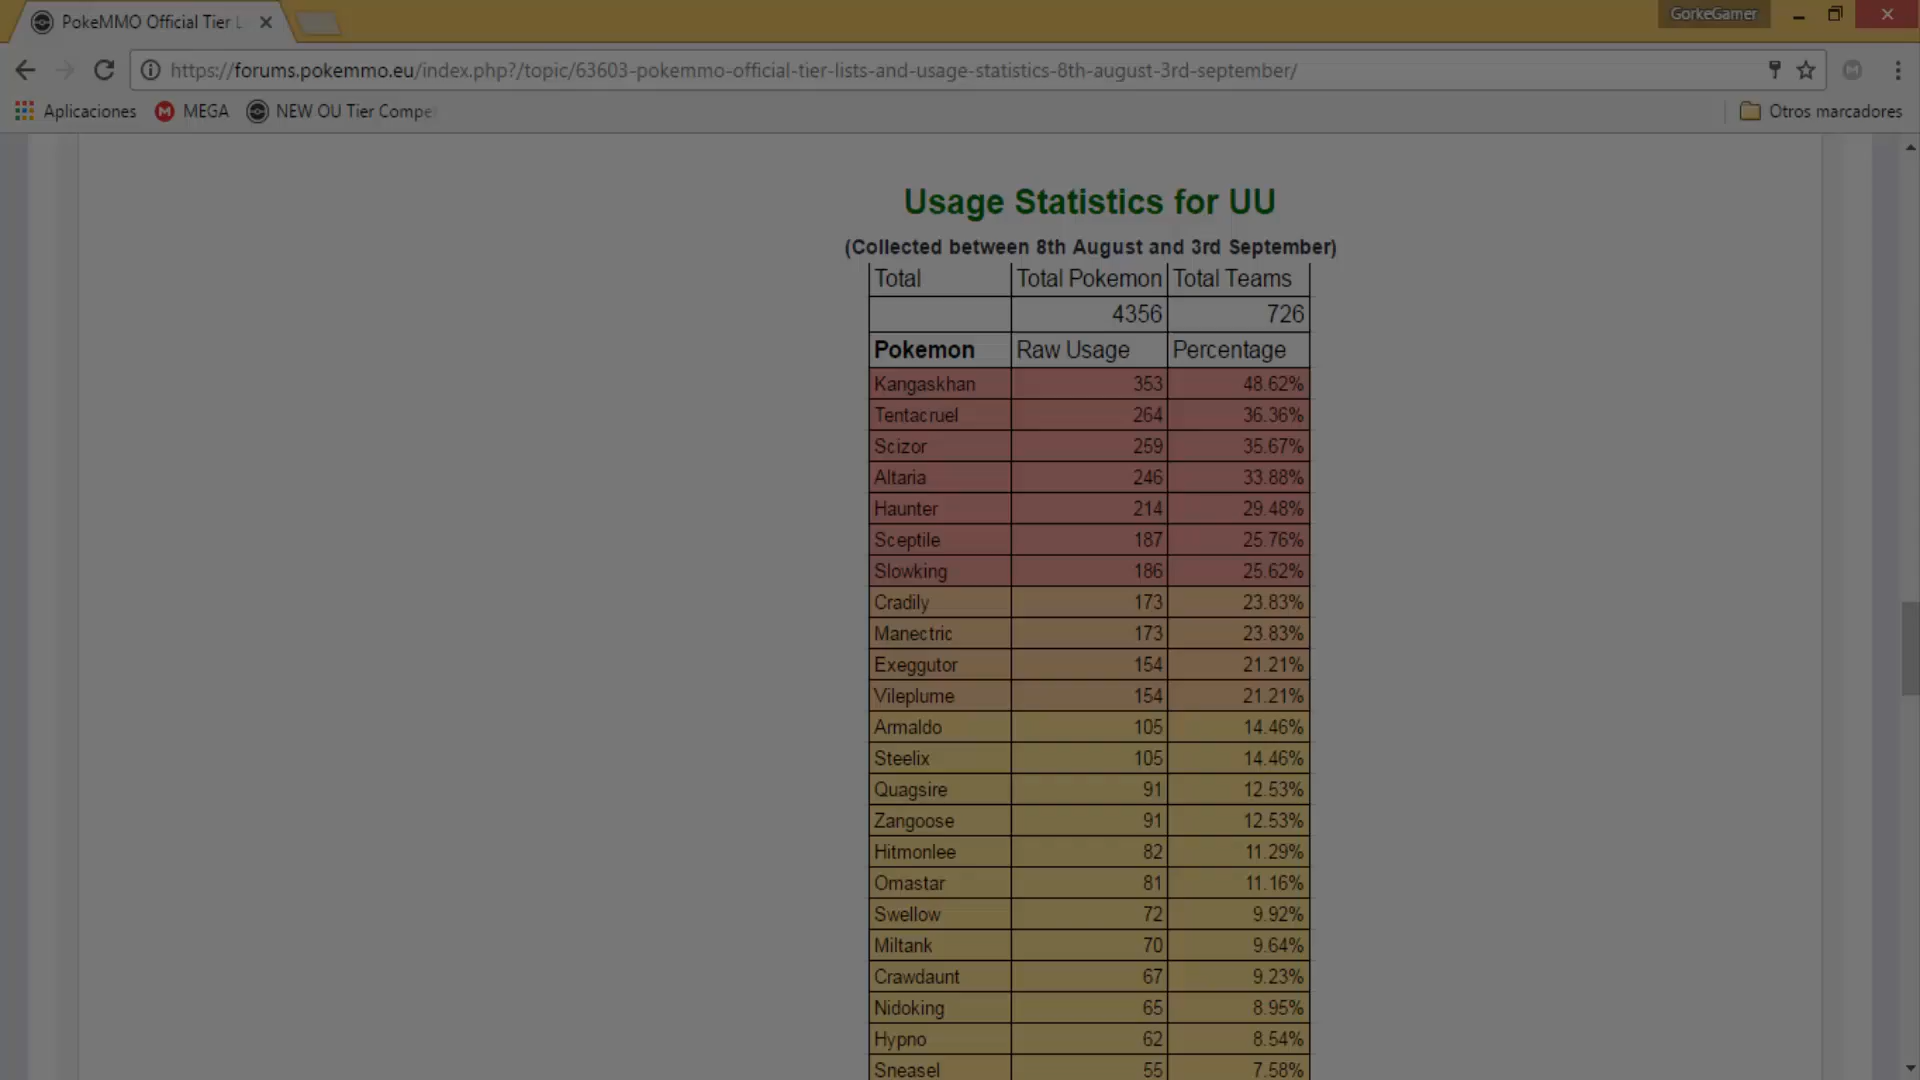 PokeMMO Official Tier L
GorkeGamer
https://forums.pokemmo.eu/index.php?/topic/63603-pokemmo-official-tier-lists-and-usage-statistics-8th-august-3rd-september/
Aplicaciones MEGA NEW OU Tier Compe Otros marcadores
Usage Statistics for UU
(Collected between 8th August and 3rd September)
Total Total Pokemon Total Teams
4356 726
Pokemon Raw Usage Percentage
Kangaskhan 353 48.62%
Tentacruel 264 36.36%
Scizor 259 35.67%
Altaria 246 33.88%
Haunter 214 29.48%
Sceptile 187 25.76%
Slowking 186 25.62%
Cradily 173 23.83%
Manectric 173 23.83%
Exeggutor 154 21.21%
Vileplume 154 21.21%
Armaldo 105 14.46%
Steelix 105 14.46%
Quagsire 91 12.53%
Zangoose 91 12.53%
Hitmonlee 82 11.29%
Omastar 81 11.16%
Swellow 72 9.92%
Miltank 70 9.64%
Crawdaunt 67 9.23%
Nidoking 65 8.95%
Hypno 62 8.54%
Sneasel 55 7.58%